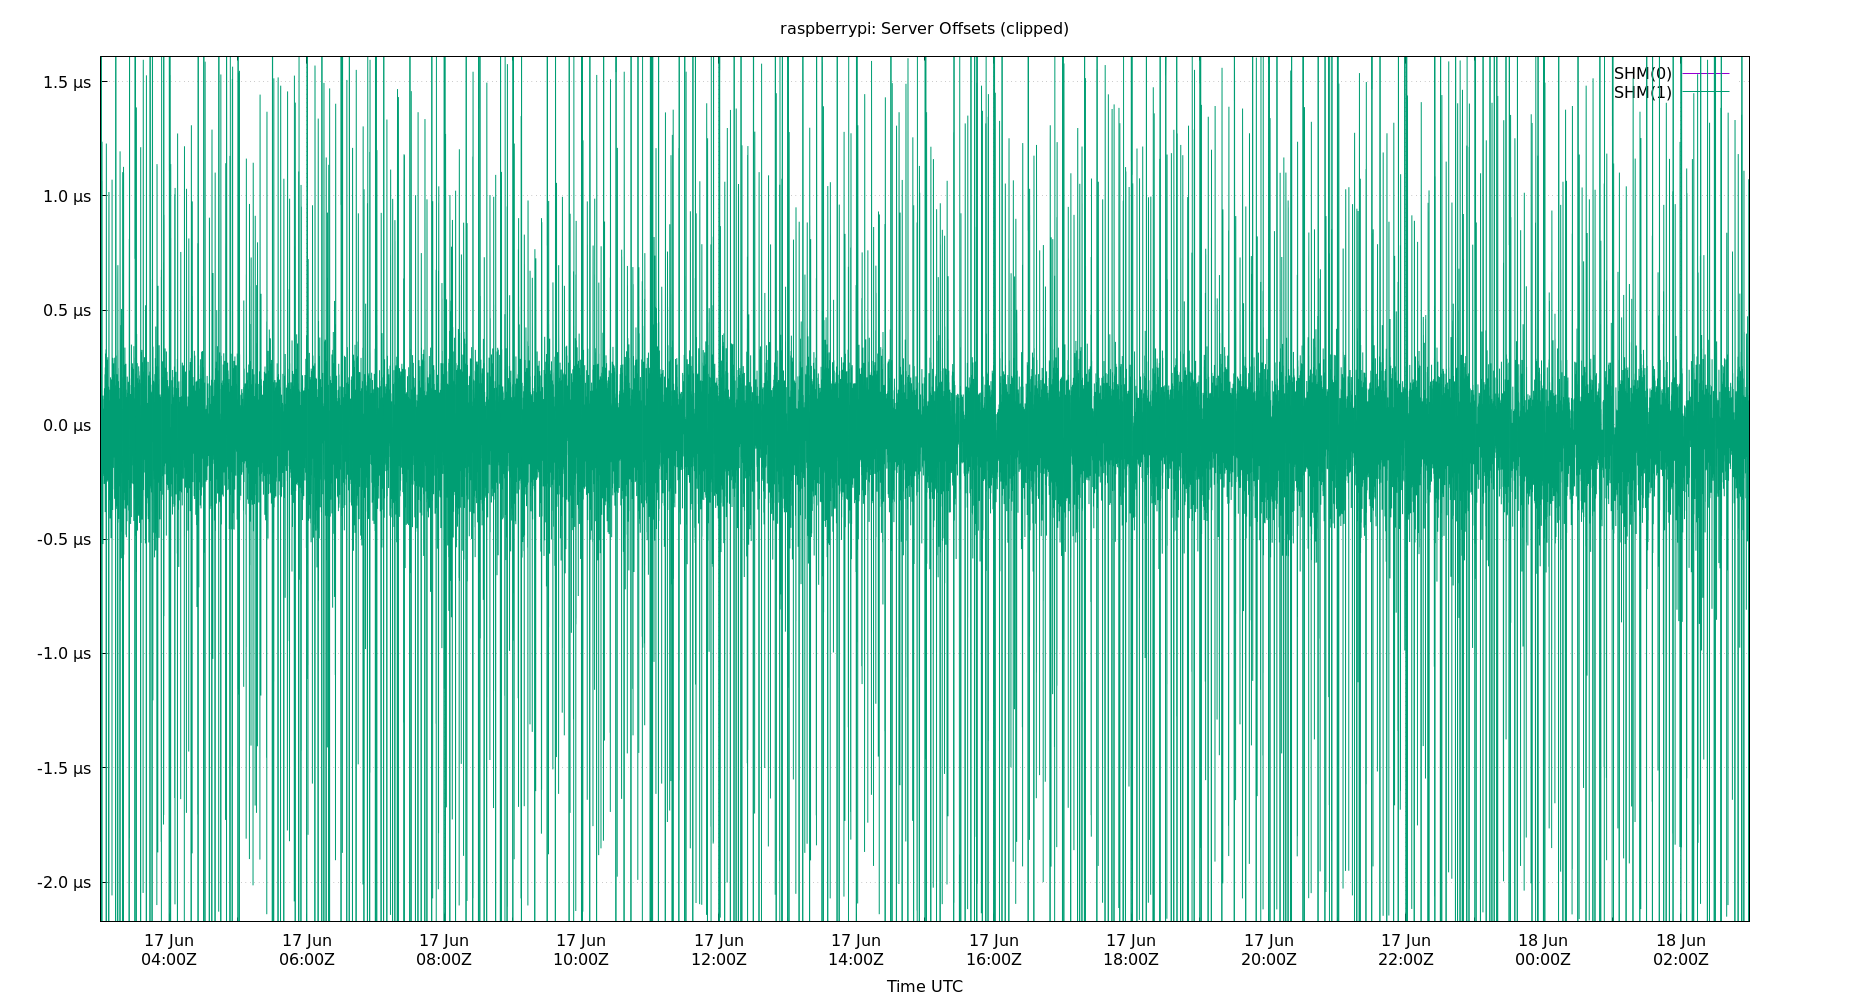 raspberrypi: Server Offsets (clipped)
SHM(0)
SHM(1)
1.5 µs
1.0 µs
0.5 µs
0.0 µs
-0.5 µs
-1.0 µs
-1.5 µs
-2.0 µs
17 Jun 17 Jun 17 Jun 17 Jun 17 Jun 17 Jun 17 Jun 17 Jun 17 Jun 17 Jun 18 Jun 18 Jun
04:00Z 06:00Z 08:00Z 10:00Z 12:00Z 14:00Z 16:00Z 18:00Z 20:00Z 22:00Z 00:00Z 02:00Z
Time UTC